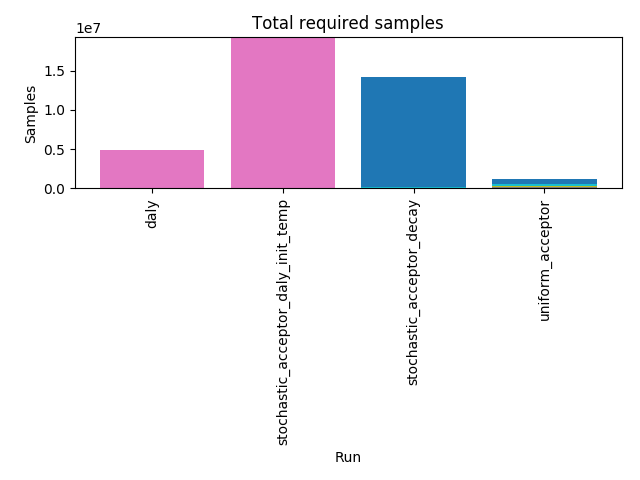 Total required samples
1e7
Samples
1.5
1.0
0.5
0.0
daly
stochastic_acceptor_daly_init_temp
stochastic_acceptor_decay
uniform_acceptor
Run